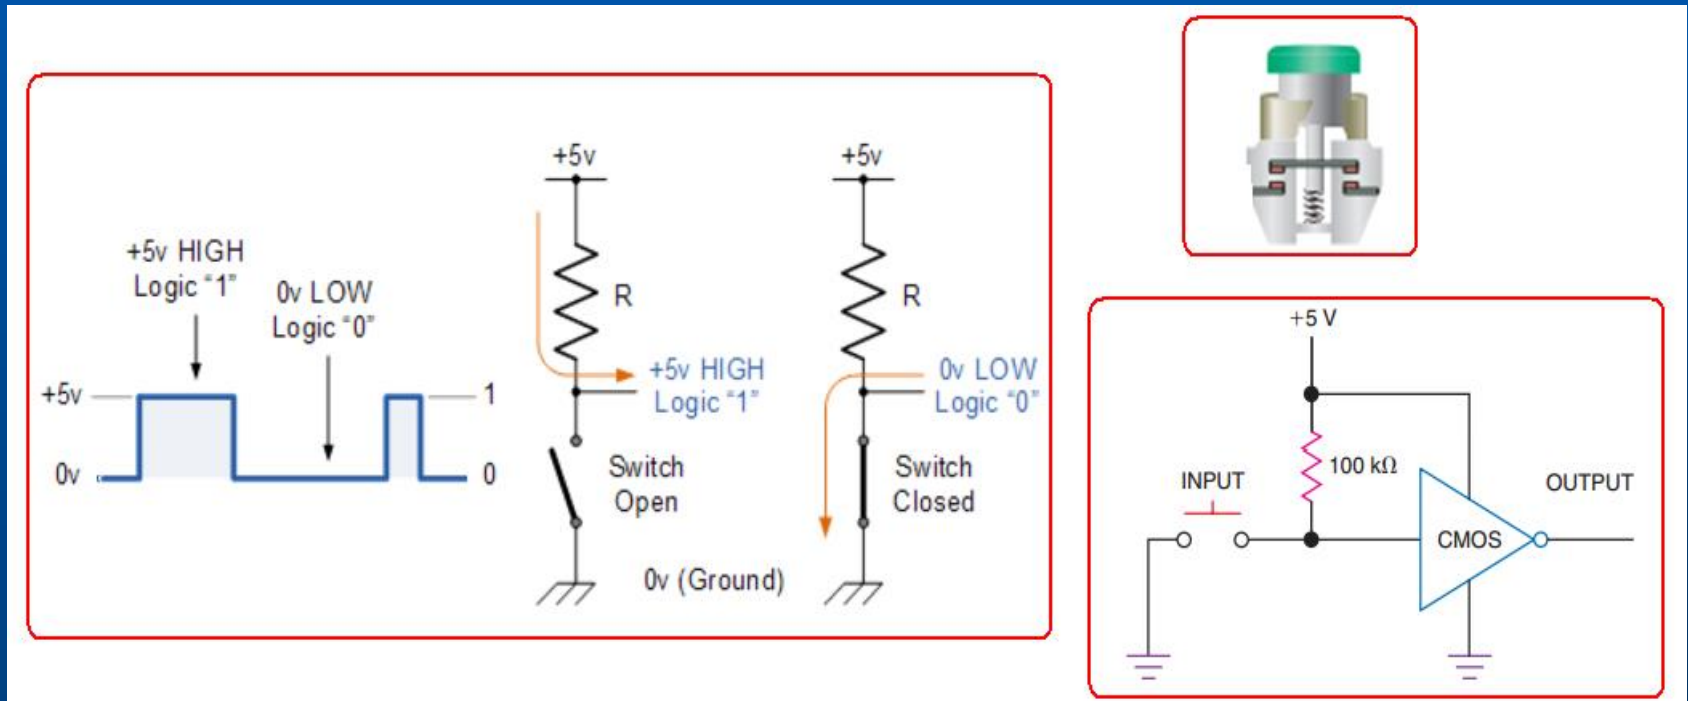 +5v HIGH
Logic “1”
0v LOW
Logic “0”
+5v
0v
1
0
+5v
R
+5v HIGH
Logic “1”
Switch
Open
+5v
R
0v LOW
Logic “0”
Switch
Closed
0v (Ground)
+5 V
100 kΩ
INPUT
CMOS
OUTPUT